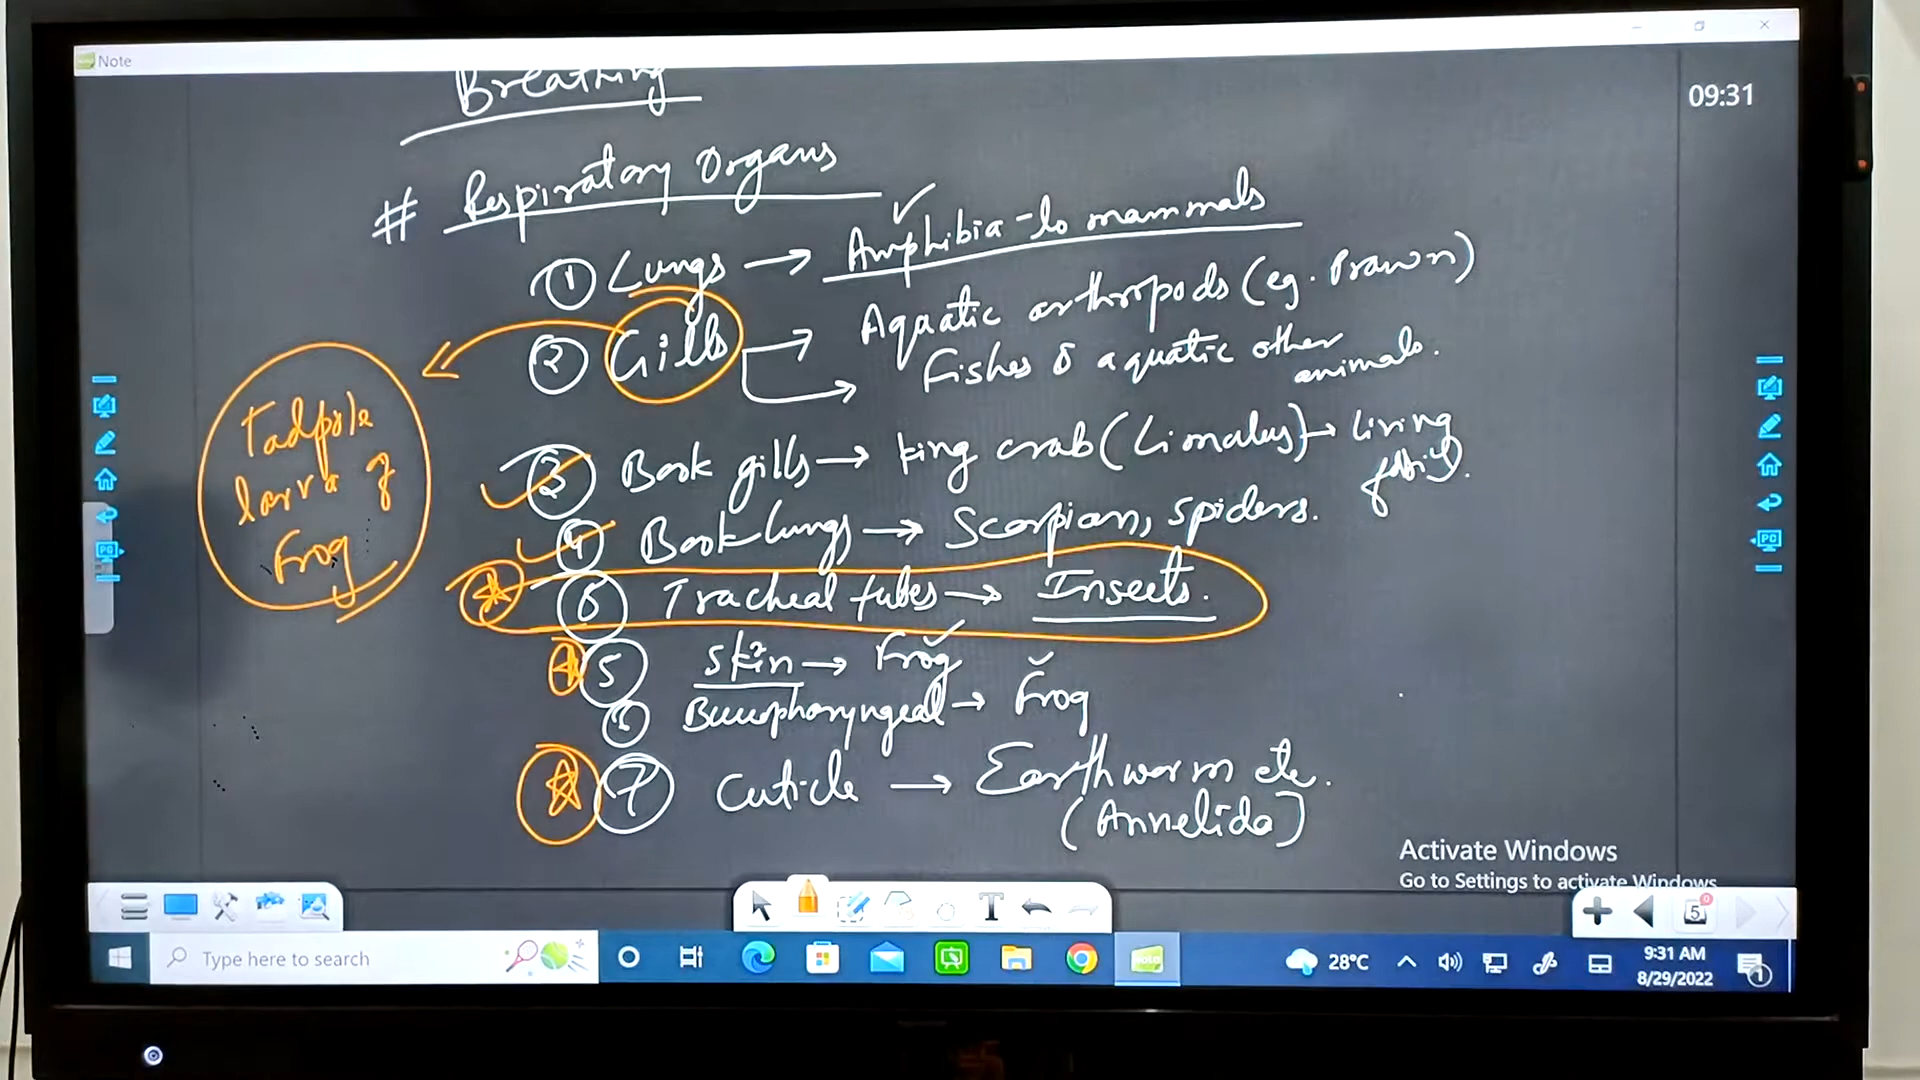 Note
09:31
Breathing
# Respiratory Organs
① Lungs → Amphibia - to mammals
② Gills → Aquatic arthropods (eg. Prawn)
→ Fishes & aquatic other animals.
Tadpole
larva of
Frog
③ Book gills → king crab (Limulus) → living
fossil.
④ Book lungs → Scorpian, spiders.
⑥ Tracheal tubes → Insects.
⑤ Skin → Frog
⑥ Buccopharyngeal → Frog
⑦ Cuticle → Earthworm etc.
(Annelida)
Activate Windows
Go to Settings to activate Windows
5
Type here to search
28°C
9:31 AM
8/29/2022
1